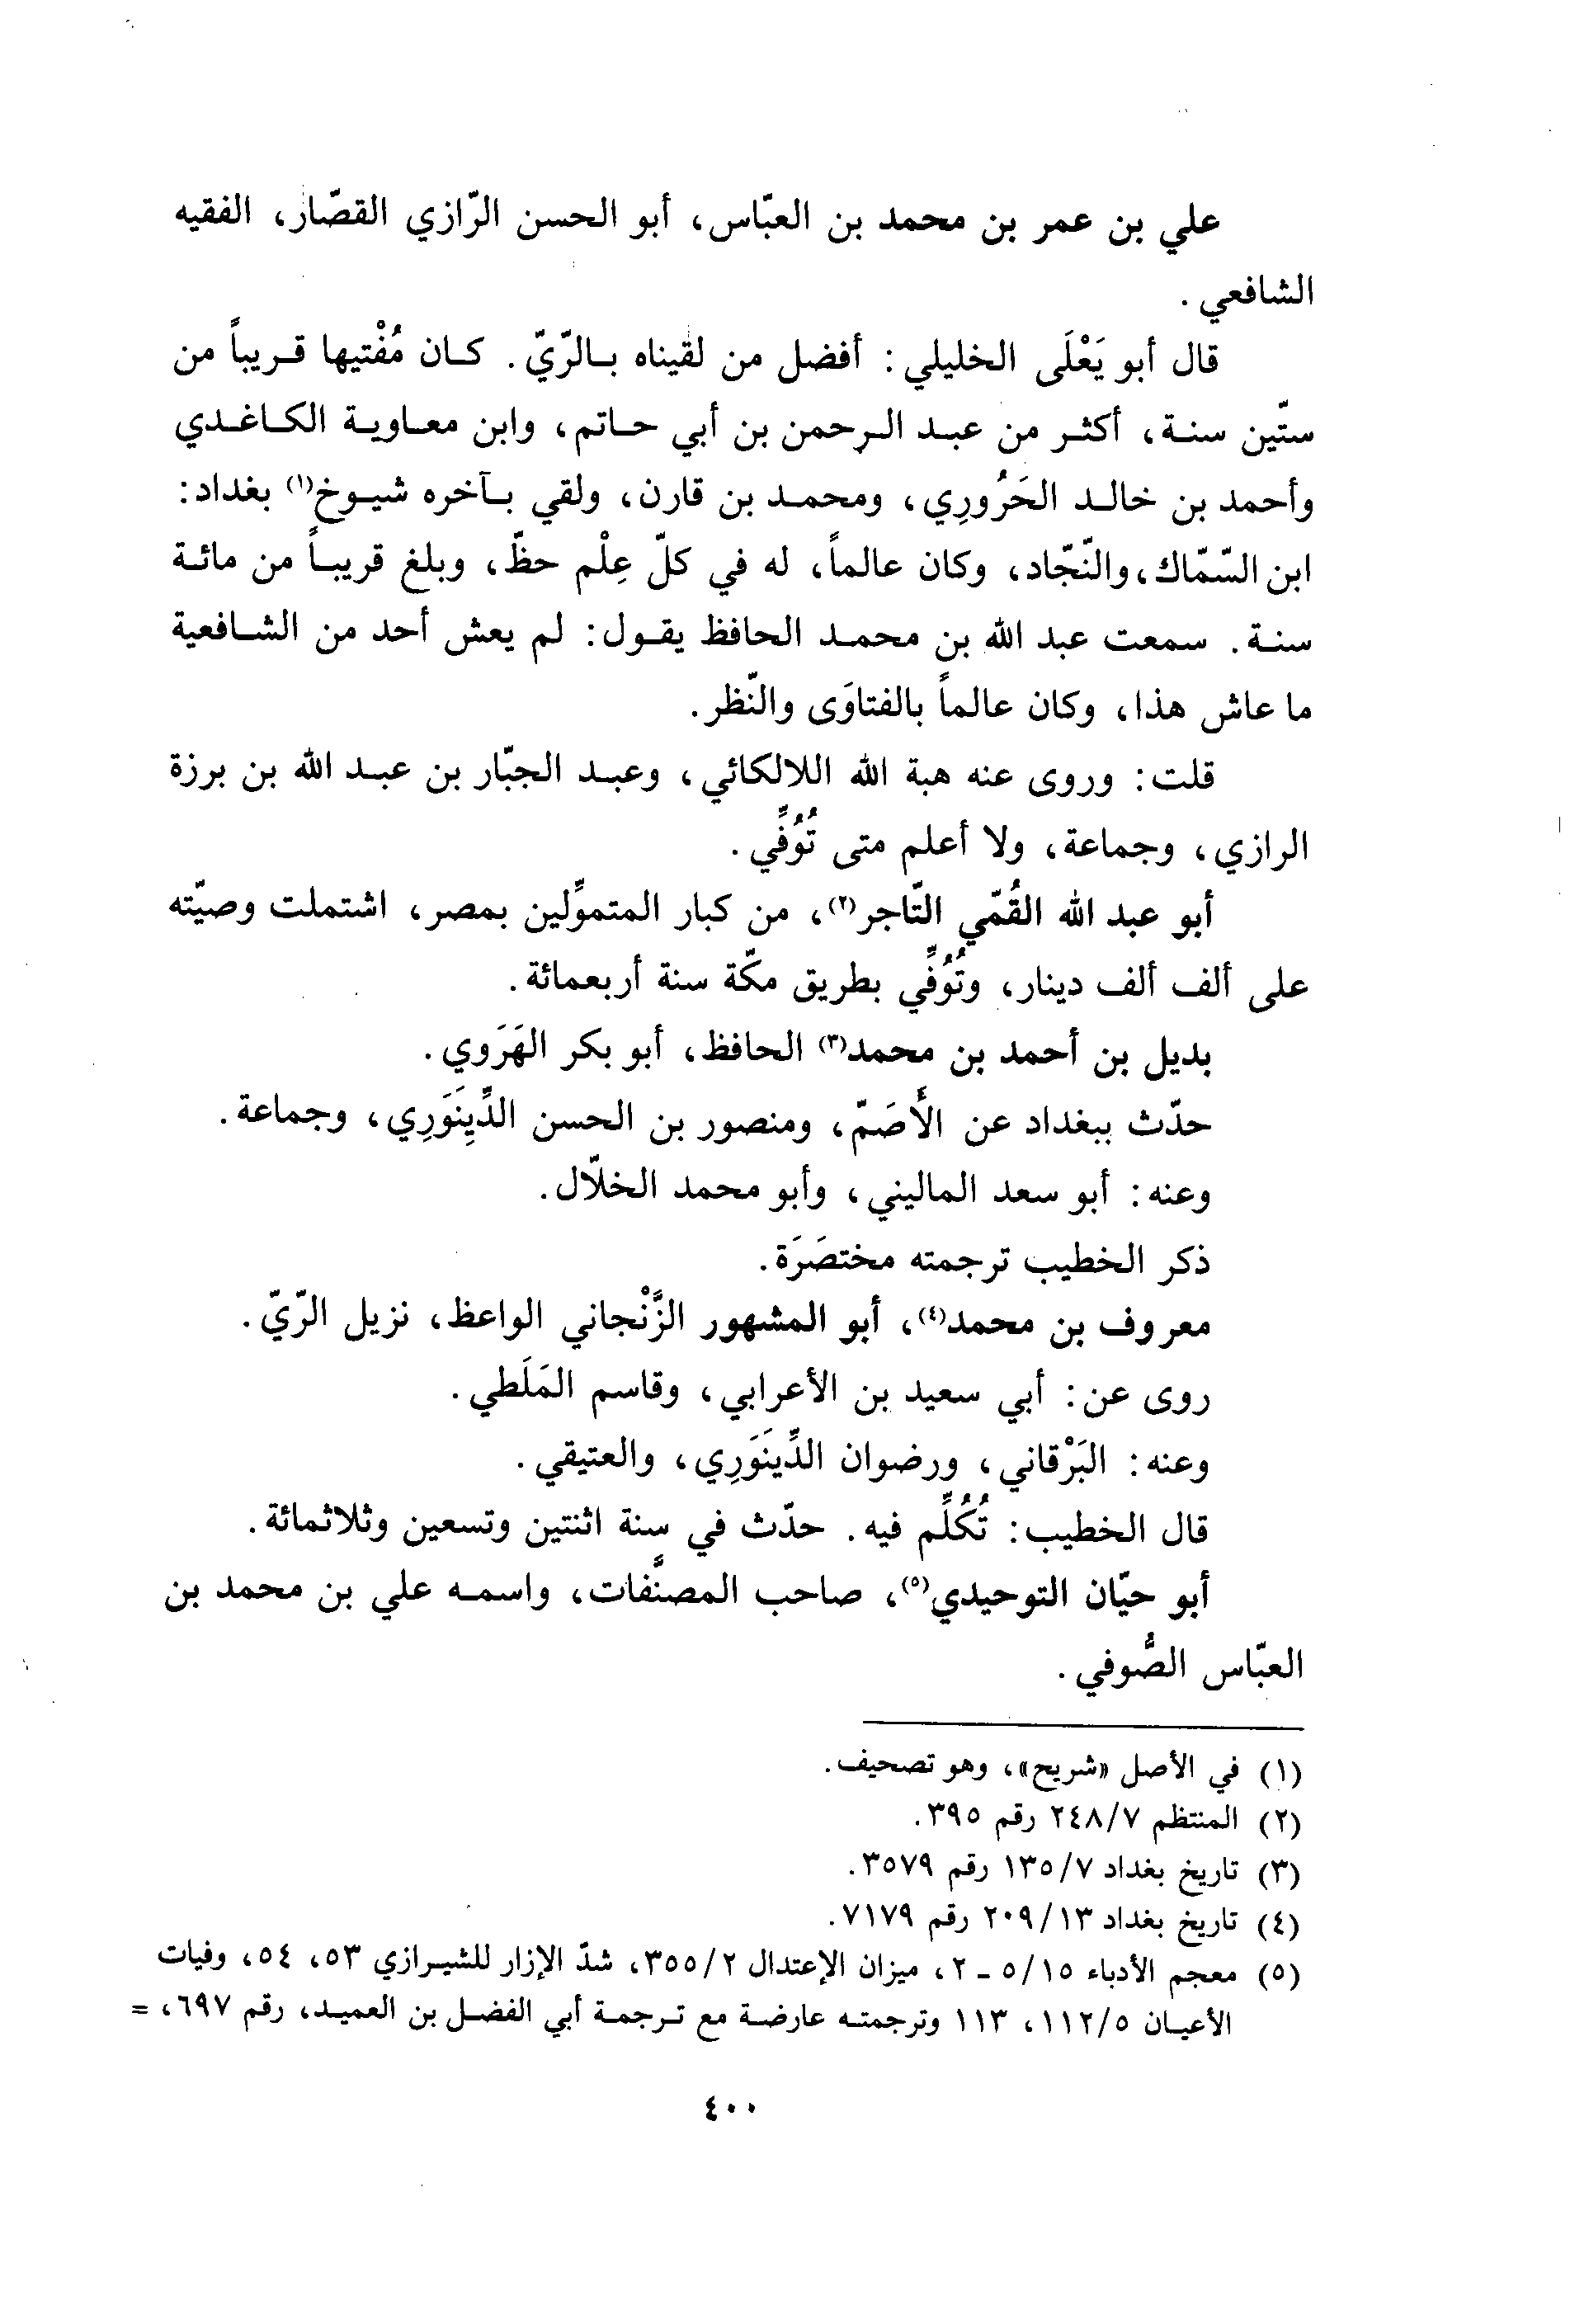 علي بن عمر بن محمد بن العبّاس، أبو الحسن الرّازي القصّار، الفقيه
الشافعي.
قال أبو يَعْلَى الخليلي: أفضل من لقيناه بالرّيّ. كان مُفْتيها قريباً من
ستّين سنة، أكثر من عبد الرحمن بن أبي حاتم، وابن معاوية الكاغدي
وأحمد بن خالد الحَرُورِي، ومحمد بن قارن، ولقي بآخره شيوخ(١) بغداد:
ابن السّمّاك، والنّجّاد، وكان عالماً، له في كلّ عِلْم حظّ، وبلغ قريباً من مائة
سنة. سمعت عبد الله بن محمد الحافظ يقول: لم يعش أحد من الشافعية
ما عاش هذا، وكان عالماً بالفتاوَى والنّظر.
قلت: وروى عنه هبة الله اللالكائي، وعبد الجبّار بن عبد الله بن برزة
الرازي، وجماعة، ولا أعلم متى تُوُفِّي.
أبو عبد الله القُمّي التّاجر(٢)، من كبار المتموِّلين بمصر، اشتملت وصيّته
على ألف ألف دينار، وتُوُفِّي بطريق مكّة سنة أربعمائة.
بديل بن أحمد بن محمد(٣) الحافظ، أبو بكر الهَرَوي.
حدّث ببغداد عن الأَصَمّ، ومنصور بن الحسن الدِّينَوَرِي، وجماعة.
وعنه: أبو سعد الماليني، وأبو محمد الخلّال.
ذكر الخطيب ترجمته مختصَرَة.
معروف بن محمد(٤)، أبو المشهور الزَّنْجاني الواعظ، نزيل الرّيّ.
روى عن: أبي سعيد بن الأعرابي، وقاسم المَلَطي.
وعنه: البَرْقاني، ورضوان الدِّينَوَرِي، والعتيقي.
قال الخطيب: تُكُلِّم فيه. حدّث في سنة اثنتين وتسعين وثلاثمائة.
أبو حيّان التوحيدي(٥)، صاحب المصنَّفات، واسمه علي بن محمد بن
العبّاس الصُّوفي.
(١) في الأصل «شريح»، وهو تصحيف.
(٢) المنتظم ٢٤٨/٧ رقم ٣٩٥.
(٣) تاريخ بغداد ١٣٥/٧ رقم ٣٥٧٩.
(٤) تاريخ بغداد ٢٠٩/١٣ رقم ٧١٧٩.
(٥) معجم الأدباء ٥/١٥ ـ ٢، ميزان الإعتدال ٣٥٥/٢، شدّ الإزار للشيرازي ٥٣، ٥٤، وفيات
الأعيان ١١٢/٥، ١١٣ وترجمته عارضة مع ترجمة أبي الفضل بن العميد، رقم ٦٩٧، =
٤٠٠